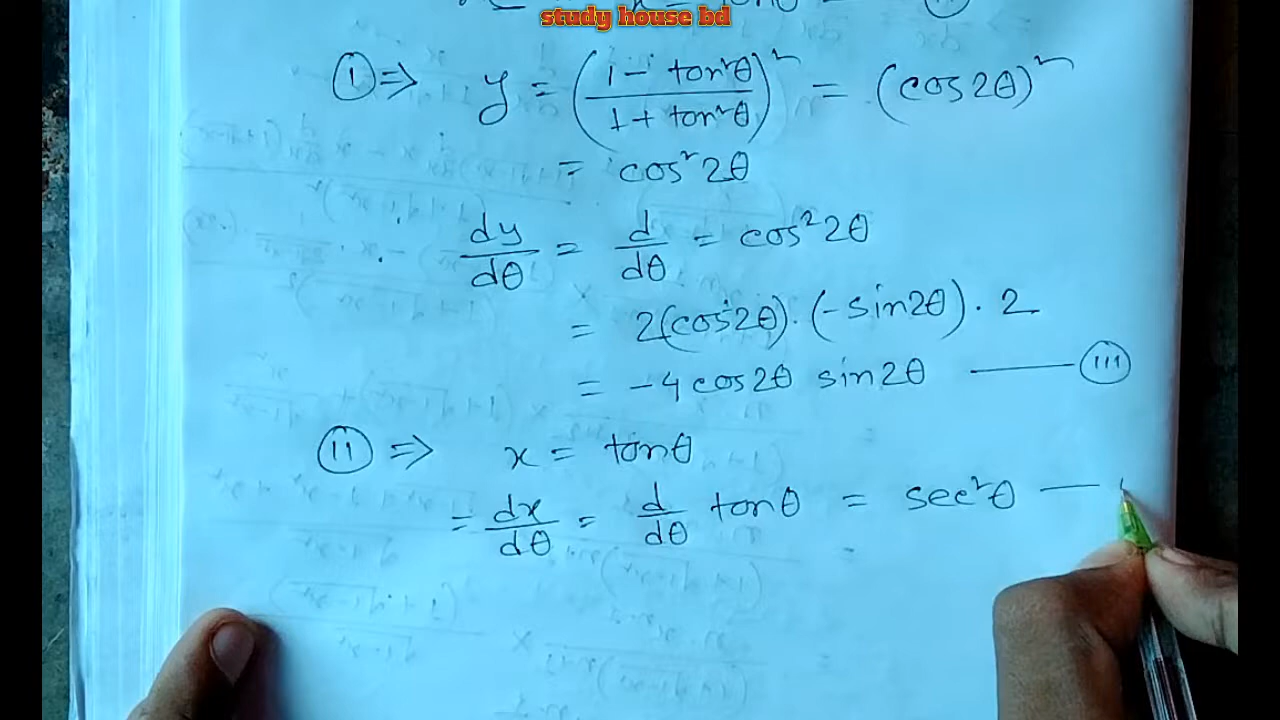 study house bd
(i) ⇒ y = ((1 - tan²θ)/(1 + tan²θ))² = (cos2θ)²
= cos²2θ
dy/dθ = d/dθ = cos²2θ
= 2(cos2θ)·(-sin2θ)·2
= -4cos2θ sin2θ —— (iii)
(ii) ⇒ x = tanθ
= dx/dθ = d/dθ tanθ = sec²θ —